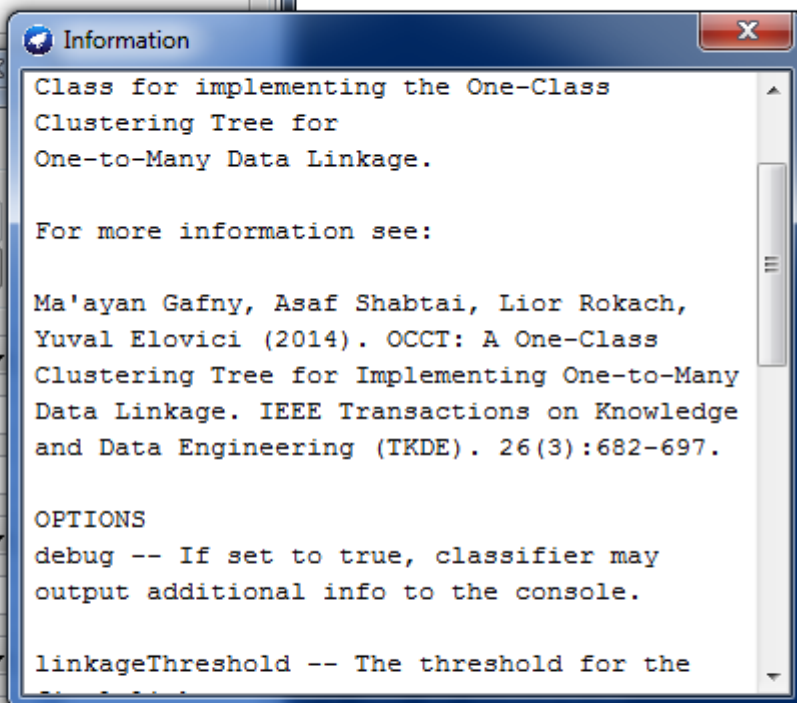 Information
Class for implementing the One-Class
Clustering Tree for
One-to-Many Data Linkage.
For more information see:
Ma'ayan Gafny, Asaf Shabtai, Lior Rokach,
Yuval Elovici (2014). OCCT: A One-Class
Clustering Tree for Implementing One-to-Many
Data Linkage. IEEE Transactions on Knowledge
and Data Engineering (TKDE). 26(3):682-697.
OPTIONS
debug -- If set to true, classifier may
output additional info to the console.
linkageThreshold -- The threshold for the